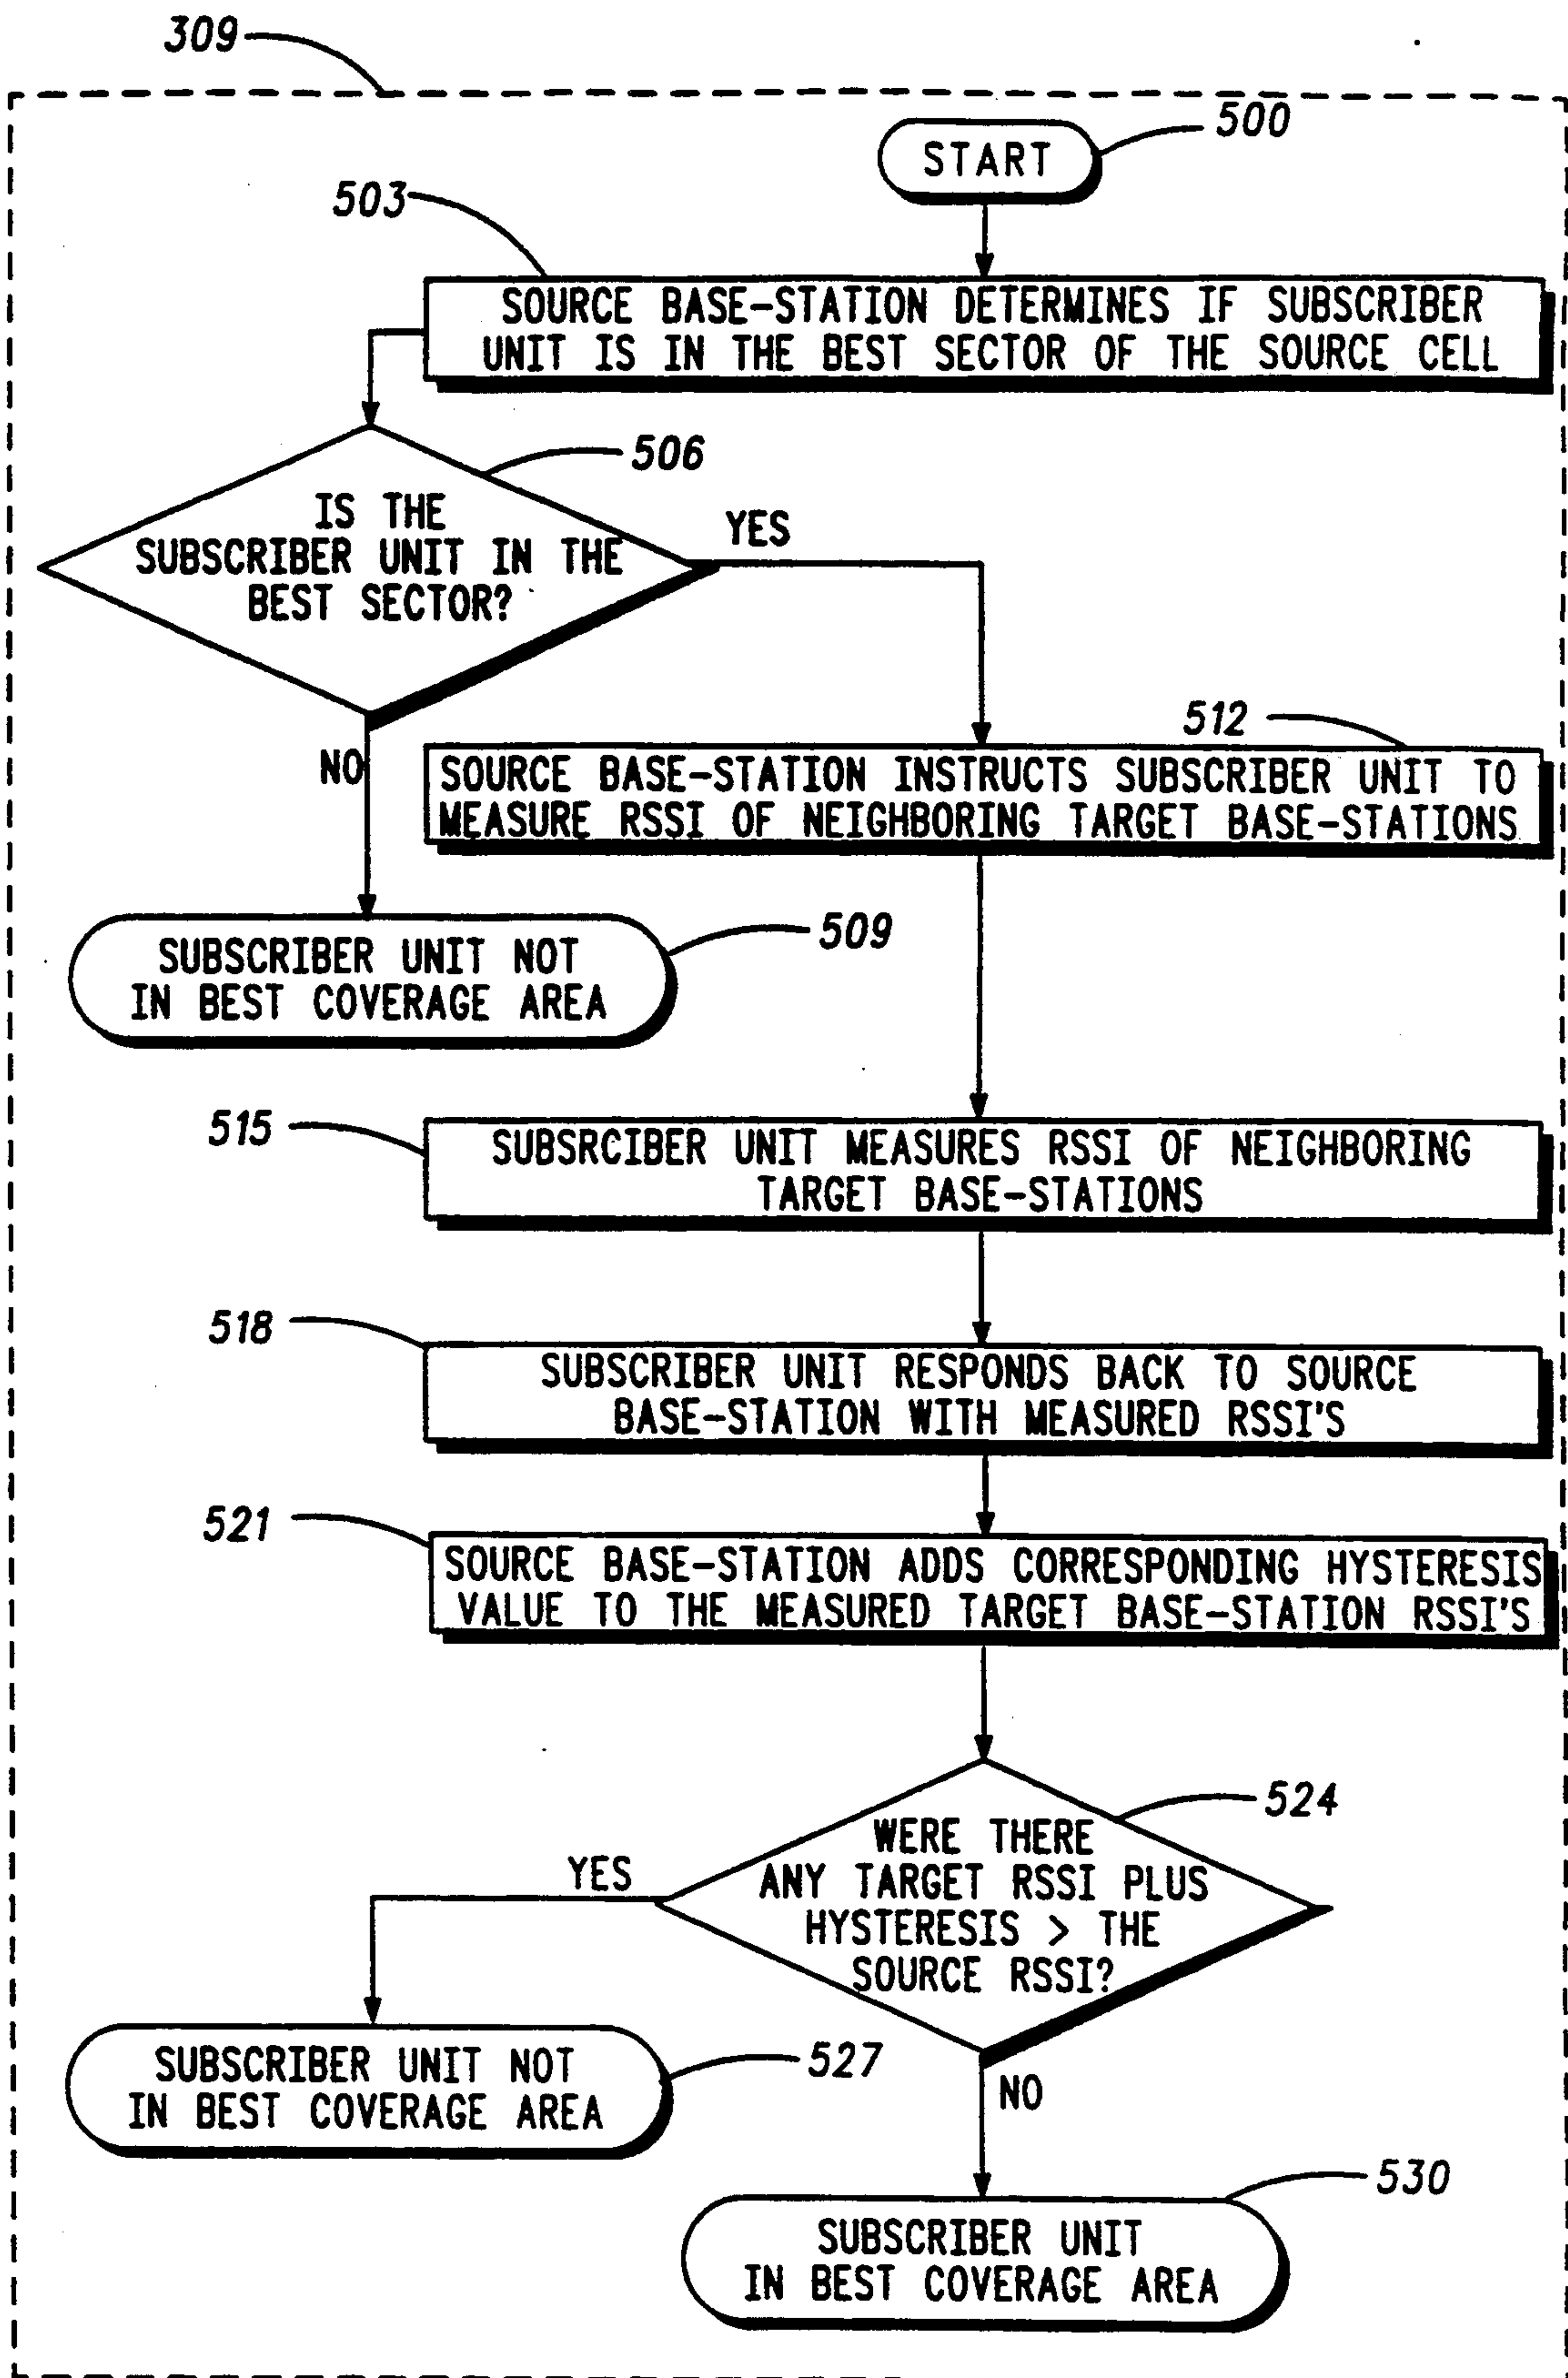 309
500
START
503
SOURCE BASE-STATION DETERMINES IF SUBSCRIBER
UNIT IS IN THE BEST SECTOR OF THE SOURCE CELL
506
IS THE
SUBSCRIBER UNIT IN THE
BEST SECTOR?
YES
NO
512
SOURCE BASE-STATION INSTRUCTS SUBSCRIBER UNIT TO
MEASURE RSSI OF NEIGHBORING TARGET BASE-STATIONS
509
SUBSCRIBER UNIT NOT
IN BEST COVERAGE AREA
515
SUBSRCIBER UNIT MEASURES RSSI OF NEIGHBORING
TARGET BASE-STATIONS
518
SUBSCRIBER UNIT RESPONDS BACK TO SOURCE
BASE-STATION WITH MEASURED RSSI'S
521
SOURCE BASE-STATION ADDS CORRESPONDING HYSTERESIS
VALUE TO THE MEASURED TARGET BASE-STATION RSSI'S
524
WERE THERE
ANY TARGET RSSI PLUS
HYSTERESIS > THE
SOURCE RSSI?
YES
NO
527
SUBSCRIBER UNIT NOT
IN BEST COVERAGE AREA
530
SUBSCRIBER UNIT
IN BEST COVERAGE AREA